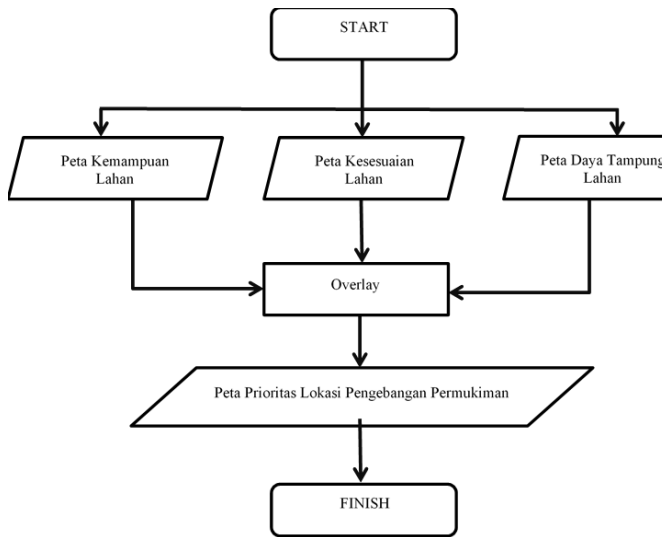 START
Peta Kemampuan
Lahan
Peta Kesesuaian
Lahan
Peta Daya Tampung
Lahan
Overlay
Peta Prioritas Lokasi Pengebangan Permukiman
FINISH